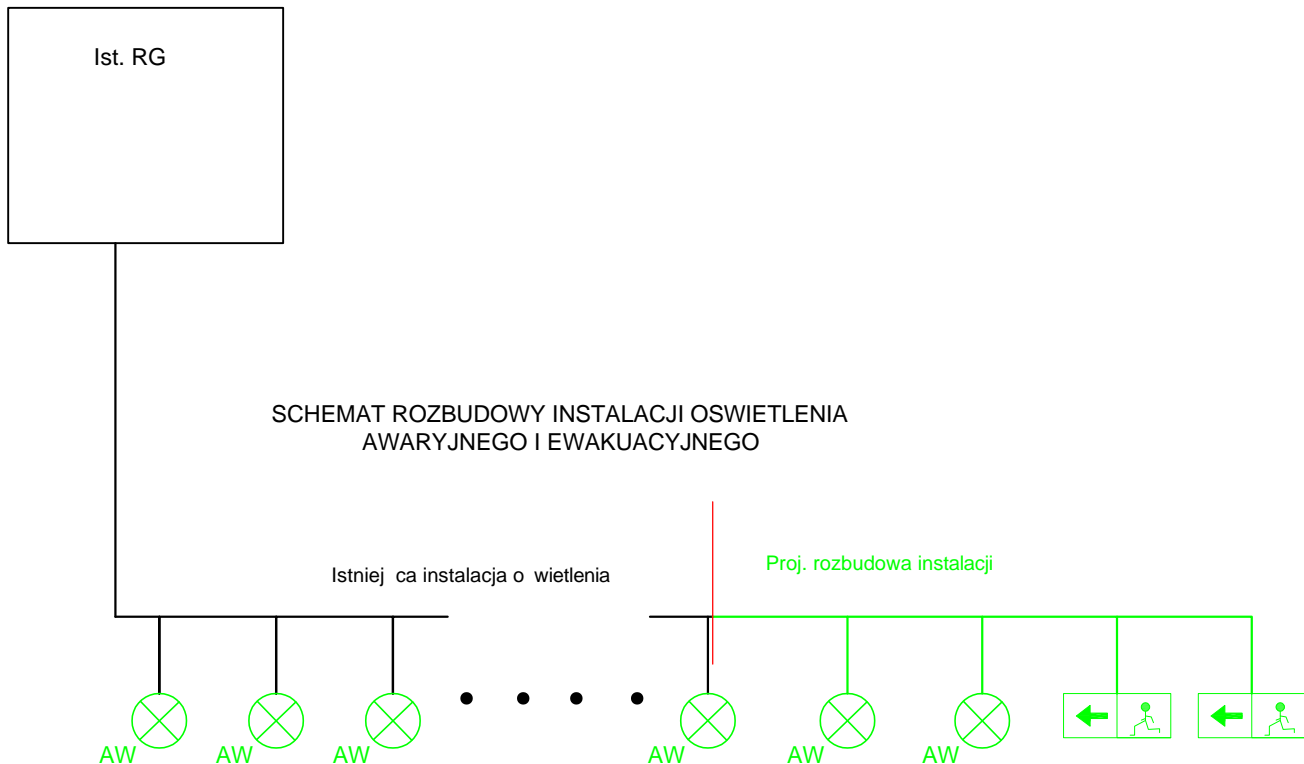 Ist. RG
SCHEMAT ROZBUDOWY INSTALACJI OSWIETLENIA
AWARYJNEGO I EWAKUACYJNEGO
Istniej ca instalacja o wietlenia
Proj. rozbudowa instalacji
AW AW AW AW AW AW